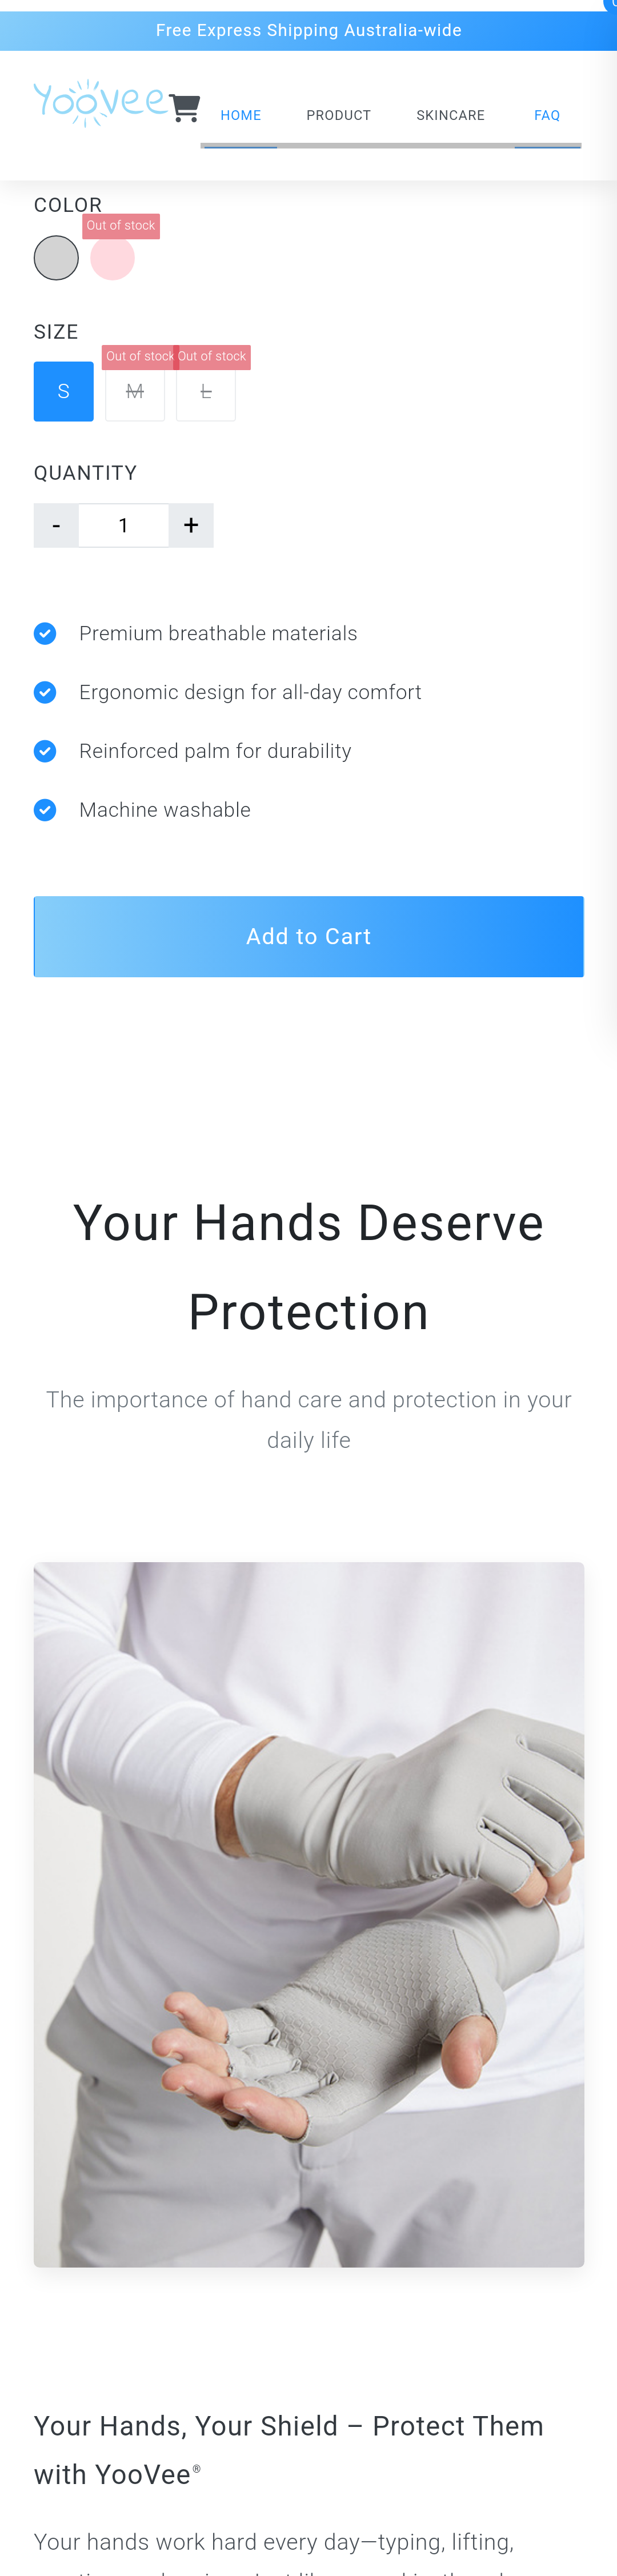 Free Express Shipping Australia-wide
YooVee
HOME PRODUCT SKINCARE FAQ
COLOR
Out of stock
SIZE
Out of stock Out of stock
S M L
QUANTITY
- 1 +
Premium breathable materials
Ergonomic design for all-day comfort
Reinforced palm for durability
Machine washable
Add to Cart
Your Hands Deserve
Protection
The importance of hand care and protection in your
daily life
Your Hands, Your Shield – Protect Them
with YooVee®
Your hands work hard every day—typing, lifting,